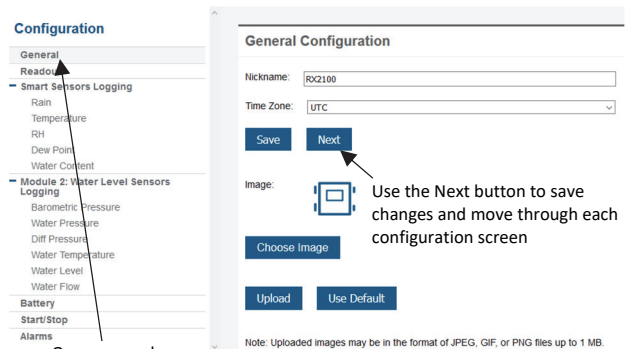 Configuration
General
Readout
Smart Sensors Logging
Rain
Temperature
RH
Dew Point
Water Content
Module 2: Water Level Sensors
Logging
Barometric Pressure
Water Pressure
Diff Pressure
Water Temperature
Water Level
Water Flow
Battery
Start/Stop
Alarms
General Configuration
Nickname: RX2100
Time Zone: UTC
Save Next
Image:
Use the Next button to save
changes and move through each
configuration screen
Choose Image
Upload Use Default
Note: Uploaded images may be in the format of JPEG, GIF, or PNG files up to 1 MB.